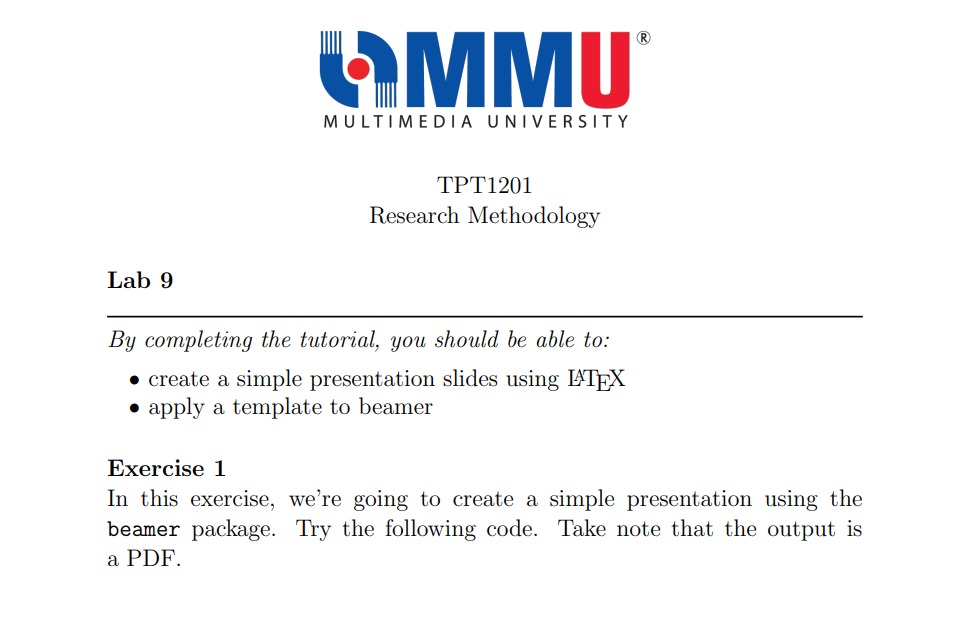 MMU®
MULTIMEDIA UNIVERSITY
TPT1201
Research Methodology
Lab 9
By completing the tutorial, you should be able to:
• create a simple presentation slides using LATEX
• apply a template to beamer
Exercise 1
In this exercise, we're going to create a simple presentation using the
beamer package. Try the following code. Take note that the output is
a PDF.